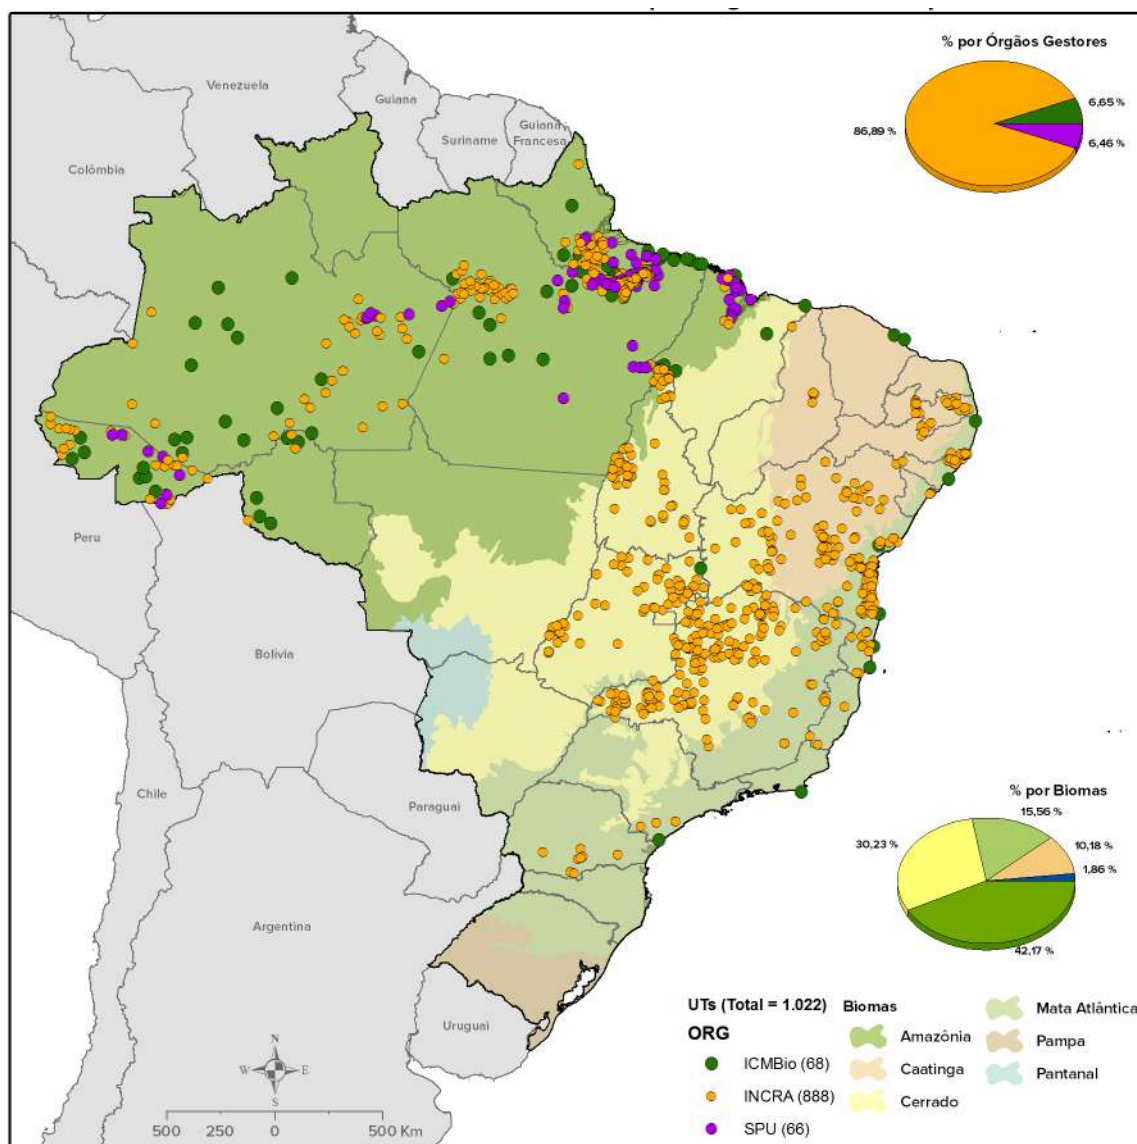 % por Órgãos Gestores
6,65 %
86,89 %
6,46 %
Venezuela
Guiana
Suriname
Guiana
Francesa
Colômbia
Peru
Bolívia
Chile
Paraguai
Argentina
Uruguai
% por Biomas
15,56 %
30,23 %
10,18 %
1,86 %
42,17 %
UTs (Total = 1.022)
ORG
ICMBio (68)
INCRA (888)
SPU (66)
Biomas
Amazônia
Caatinga
Cerrado
Mata Atlântica
Pampa
Pantanal
N
W
E
S
500 250 0 500 Km